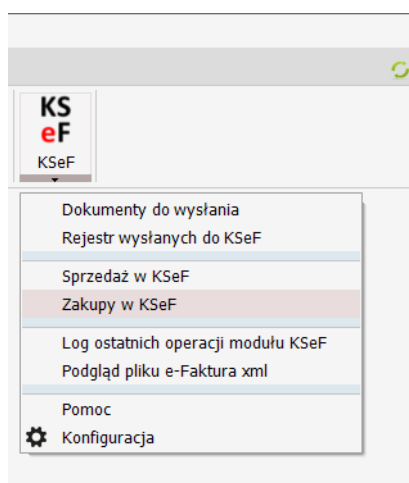 KS
eF
KSeF
Dokumenty do wysłania
Rejestr wysłanych do KSeF
Sprzedaż w KSeF
Zakupy w KSeF
Log ostatnich operacji modułu KSeF
Podgląd pliku e-Faktura xml
Pomoc
Konfiguracja